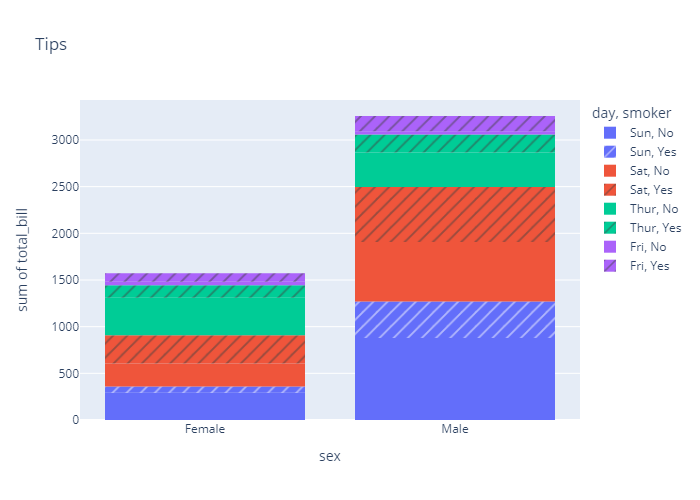 Tips
day, smoker
Sun, No
Sun, Yes
Sat, No
Sat, Yes
Thur, No
Thur, Yes
Fri, No
Fri, Yes
sum of total_bill
3000
2500
2000
1500
1000
500
0
Female
Male
sex